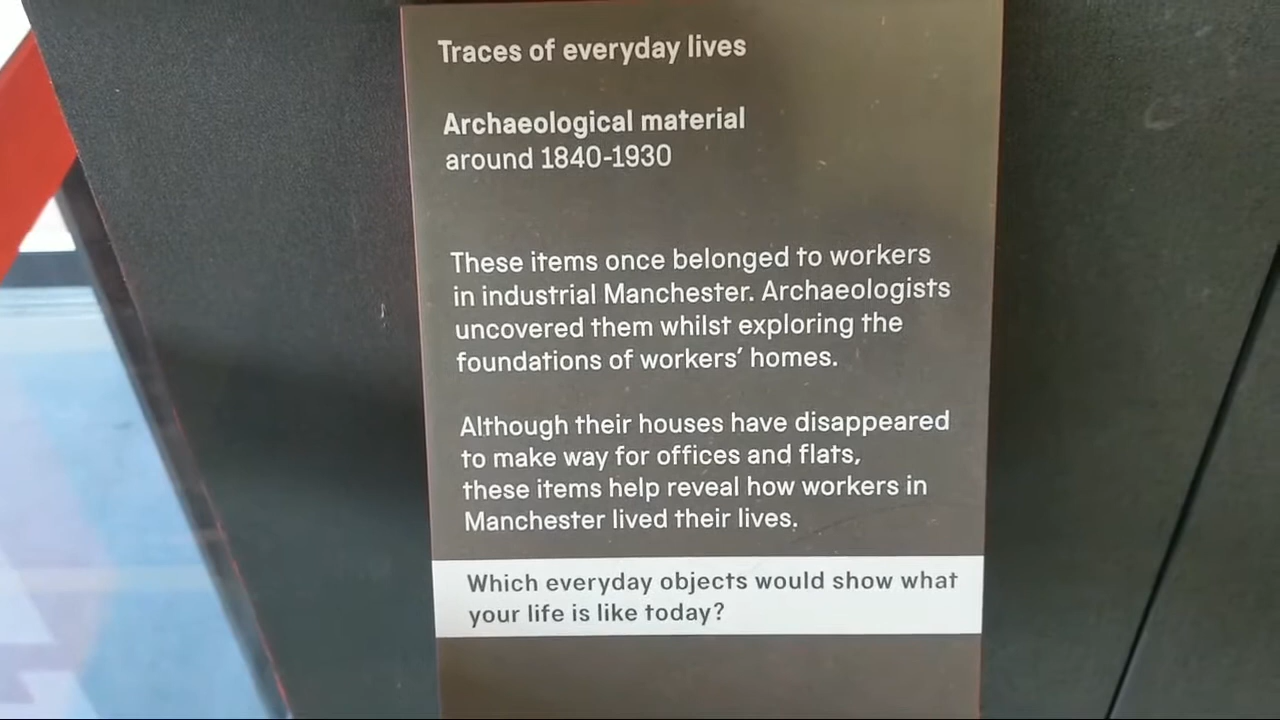 Traces of everyday lives
Archaeological material
around 1840-1930
These items once belonged to workers
in industrial Manchester. Archaeologists
uncovered them whilst exploring the
foundations of workers’ homes.
Although their houses have disappeared
to make way for offices and flats,
these items help reveal how workers in
Manchester lived their lives.
Which everyday objects would show what
your life is like today?